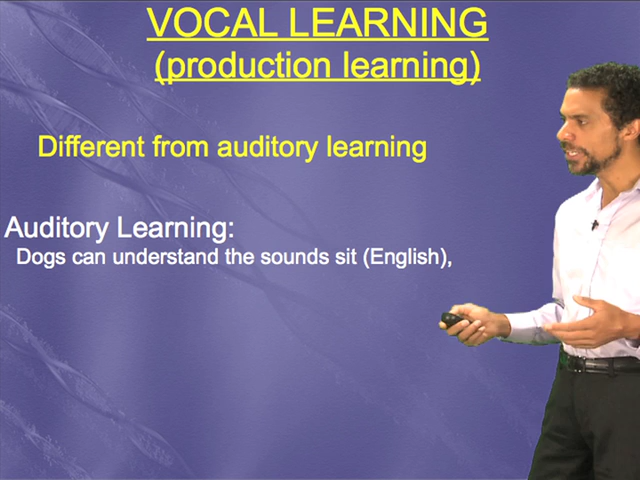 VOCAL LEARNING
(production learning)
Different from auditory learning
Auditory Learning:
Dogs can understand the sounds sit (English),